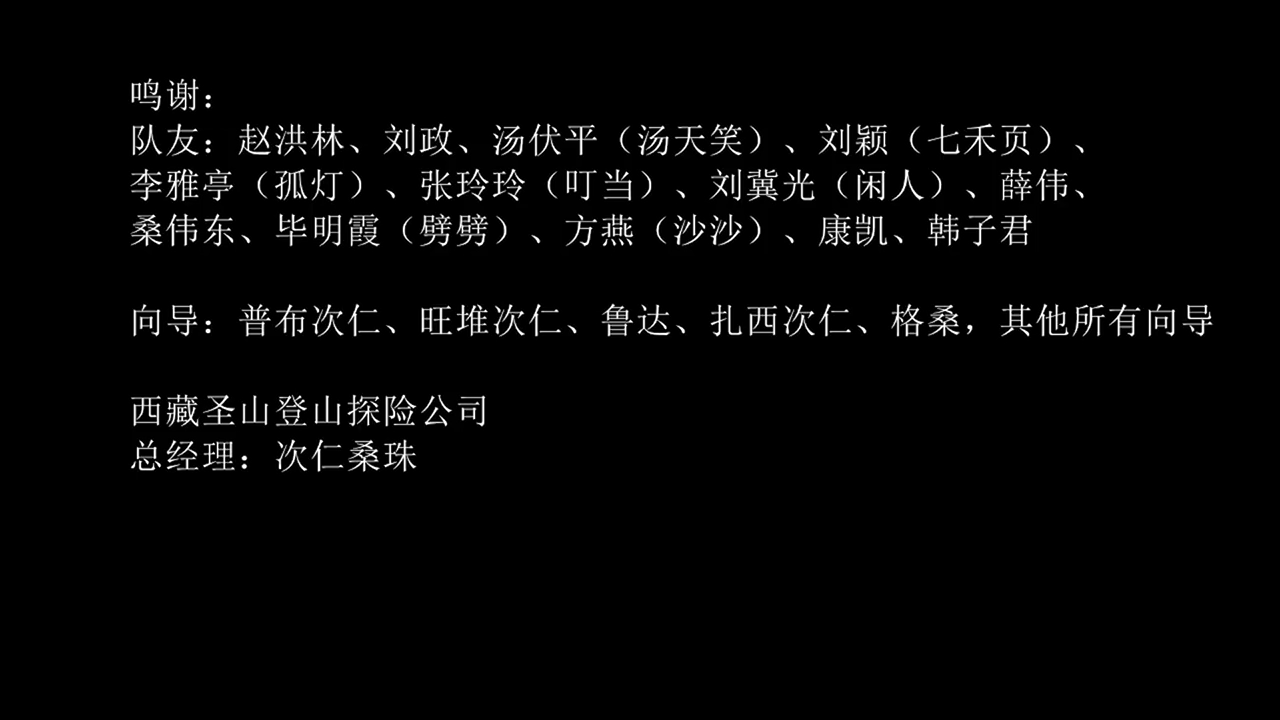 鸣谢：
队友：赵洪林、刘政、汤伏平（汤天笑）、刘颖（七禾页）、
李雅亭（孤灯）、张玲玲（叮当）、刘冀光（闲人）、薛伟、
桑伟东、毕明霞（劈劈）、方燕（沙沙）、康凯、韩子君
向导：普布次仁、旺堆次仁、鲁达、扎西次仁、格桑，其他所有向导
西藏圣山登山探险公司
总经理：次仁桑珠